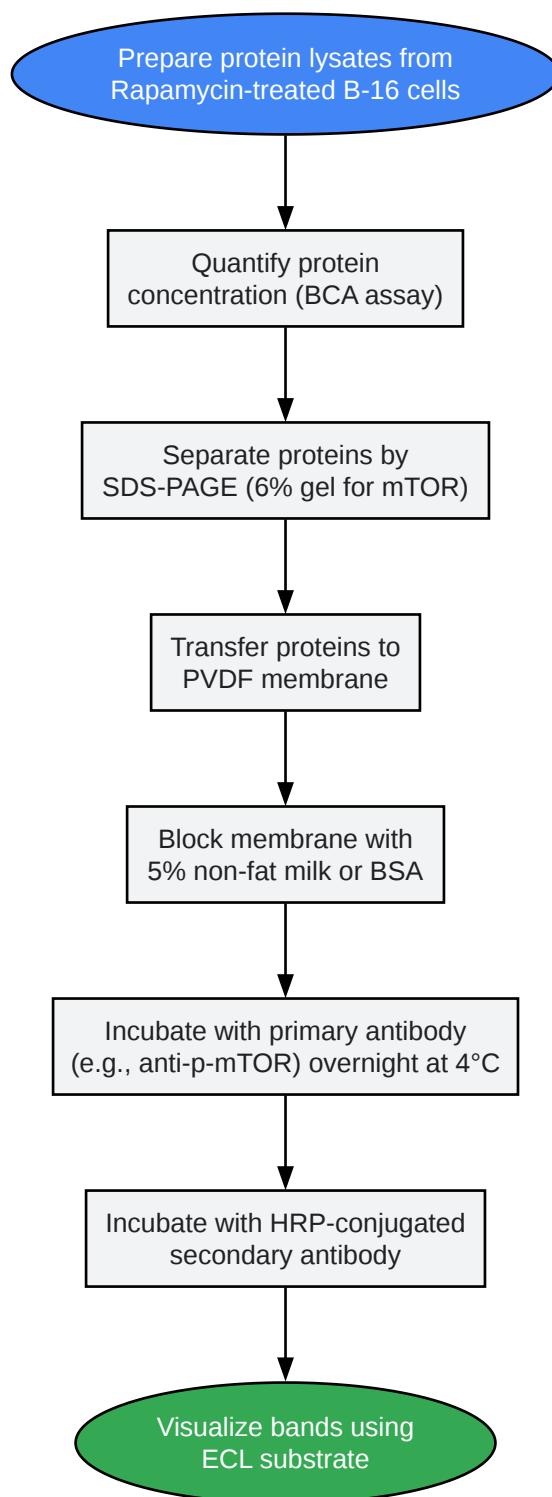 Prepare protein lysates from
Rapamycin-treated B-16 cells
Quantify protein
concentration (BCA assay)
Separate proteins by
SDS-PAGE (6% gel for mTOR)
Transfer proteins to
PVDF membrane
Block membrane with
5% non-fat milk or BSA
Incubate with primary antibody
(e.g., anti-p-mTOR) overnight at 4°C
Incubate with HRP-conjugated
secondary antibody
Visualize bands using
ECL substrate